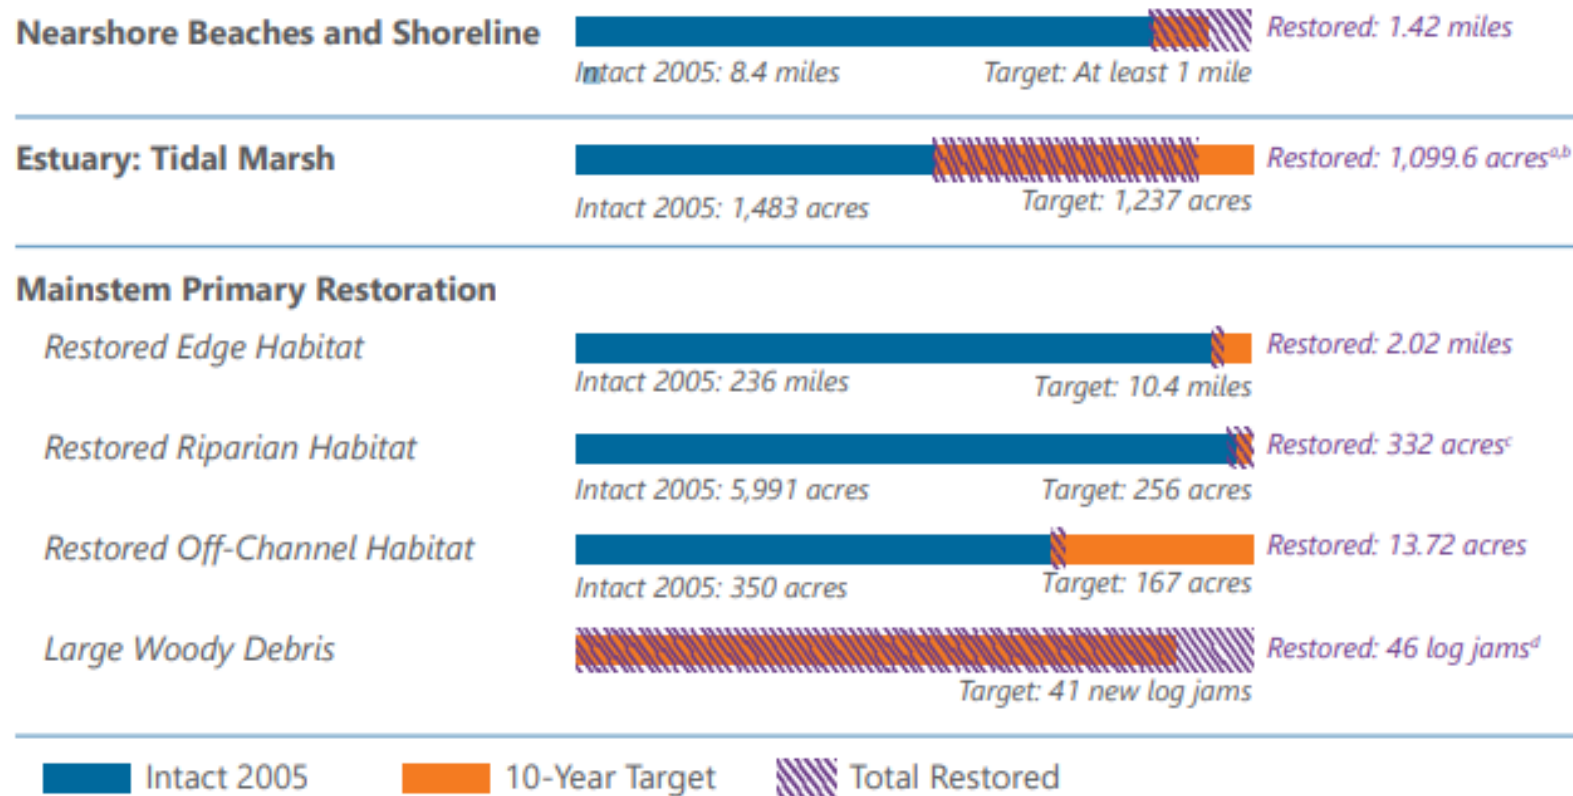 Nearshore Beaches and Shoreline
Restored: 1.42 miles
Intact 2005: 8.4 miles
Target: At least 1 mile
Estuary: Tidal Marsh
Restored: 1,099.6 acresᵃ,ᵇ
Intact 2005: 1,483 acres
Target: 1,237 acres
Mainstem Primary Restoration
Restored Edge Habitat
Restored: 2.02 miles
Intact 2005: 236 miles
Target: 10.4 miles
Restored Riparian Habitat
Restored: 332 acresᶜ
Intact 2005: 5,991 acres
Target: 256 acres
Restored Off-Channel Habitat
Restored: 13.72 acres
Intact 2005: 350 acres
Target: 167 acres
Large Woody Debris
Restored: 46 log jamsᵈ
Target: 41 new log jams
Intact 2005
10-Year Target
Total Restored